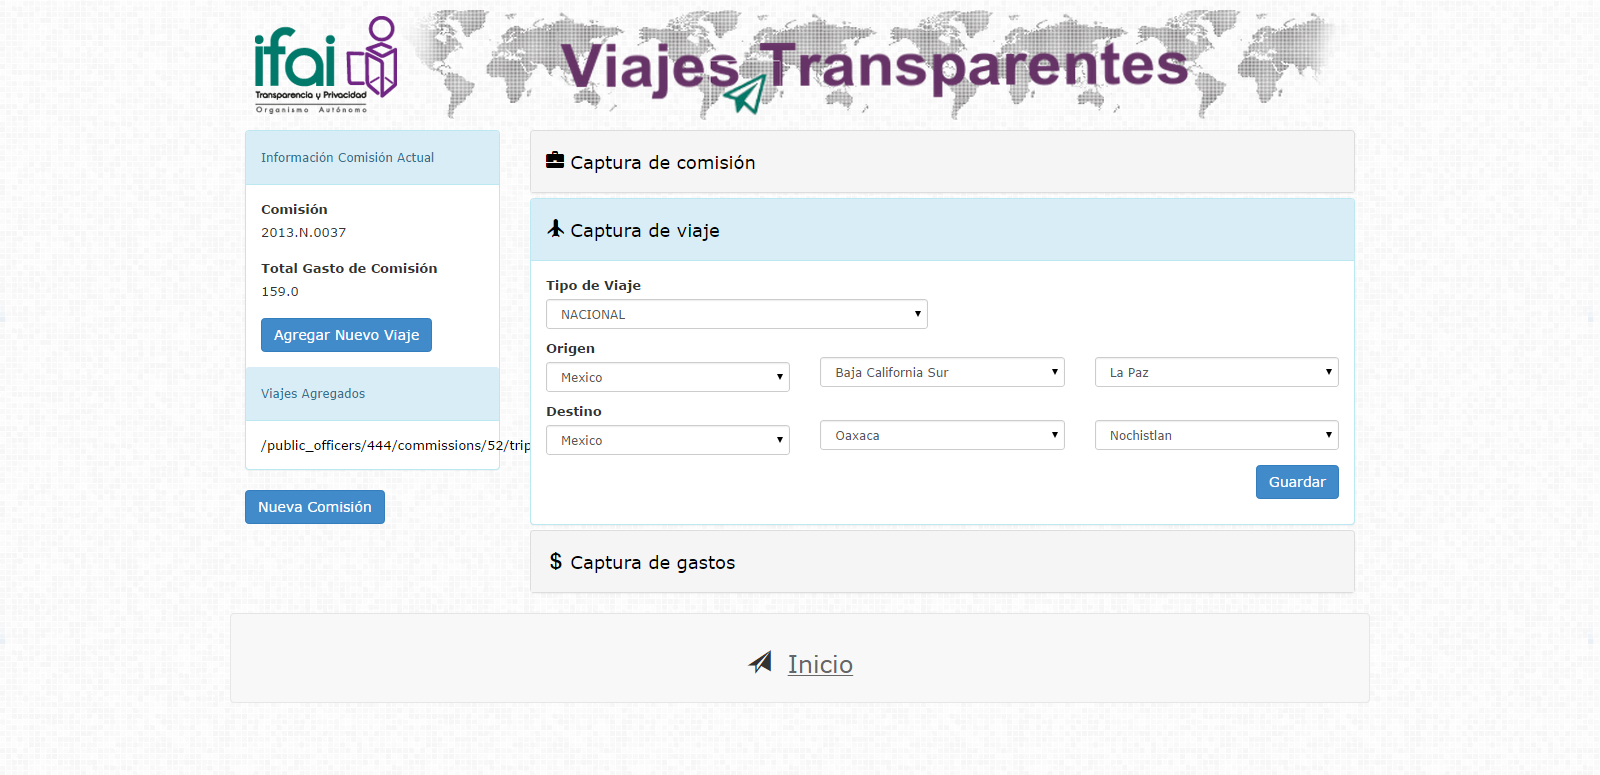 ifai
Transparencia y Privacidad
Organismo Autónomo
Viajes Transparentes
Información Comisión Actual
Comisión
2013.N.0037
Total Gasto de Comisión
159.0
Agregar Nuevo Viaje
Viajes Agregados
/public_officers/444/commissions/52/trip
Nueva Comisión
Captura de comisión
Captura de viaje
Tipo de Viaje
NACIONAL
Origen
Mexico Baja California Sur La Paz
Destino
Mexico Oaxaca Nochistlan
Guardar
$ Captura de gastos
Inicio